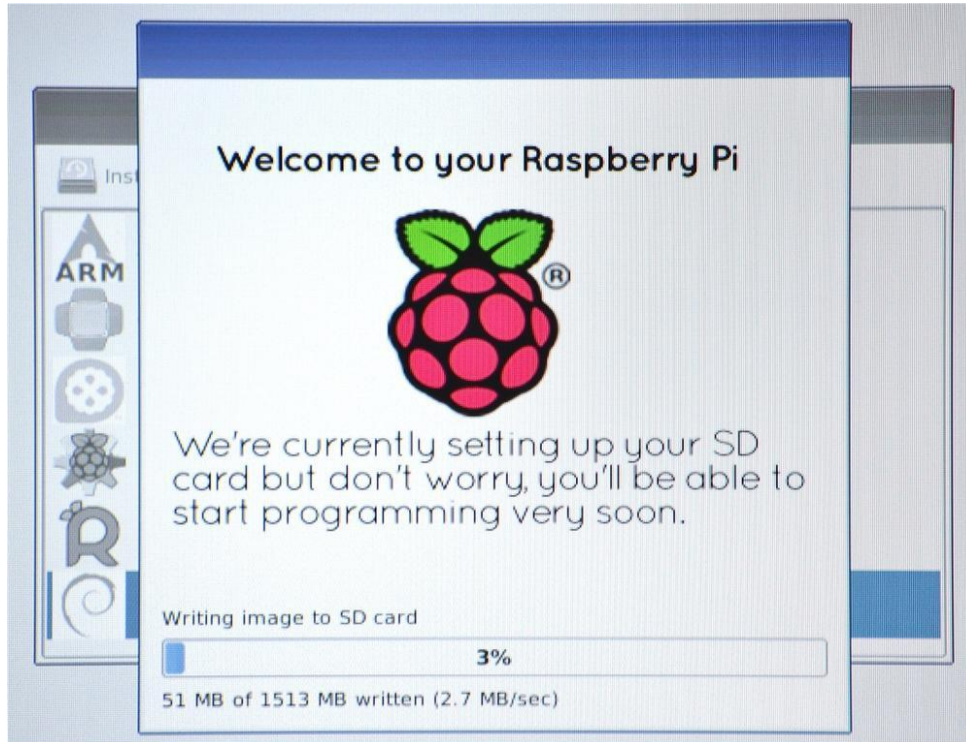 Welcome to your Raspberry Pi
Inst
ARM
®
We're currently setting up your SD
card but don't worry, you'll be able to
start programming very soon.
Writing image to SD card
3%
51 MB of 1513 MB written (2.7 MB/sec)